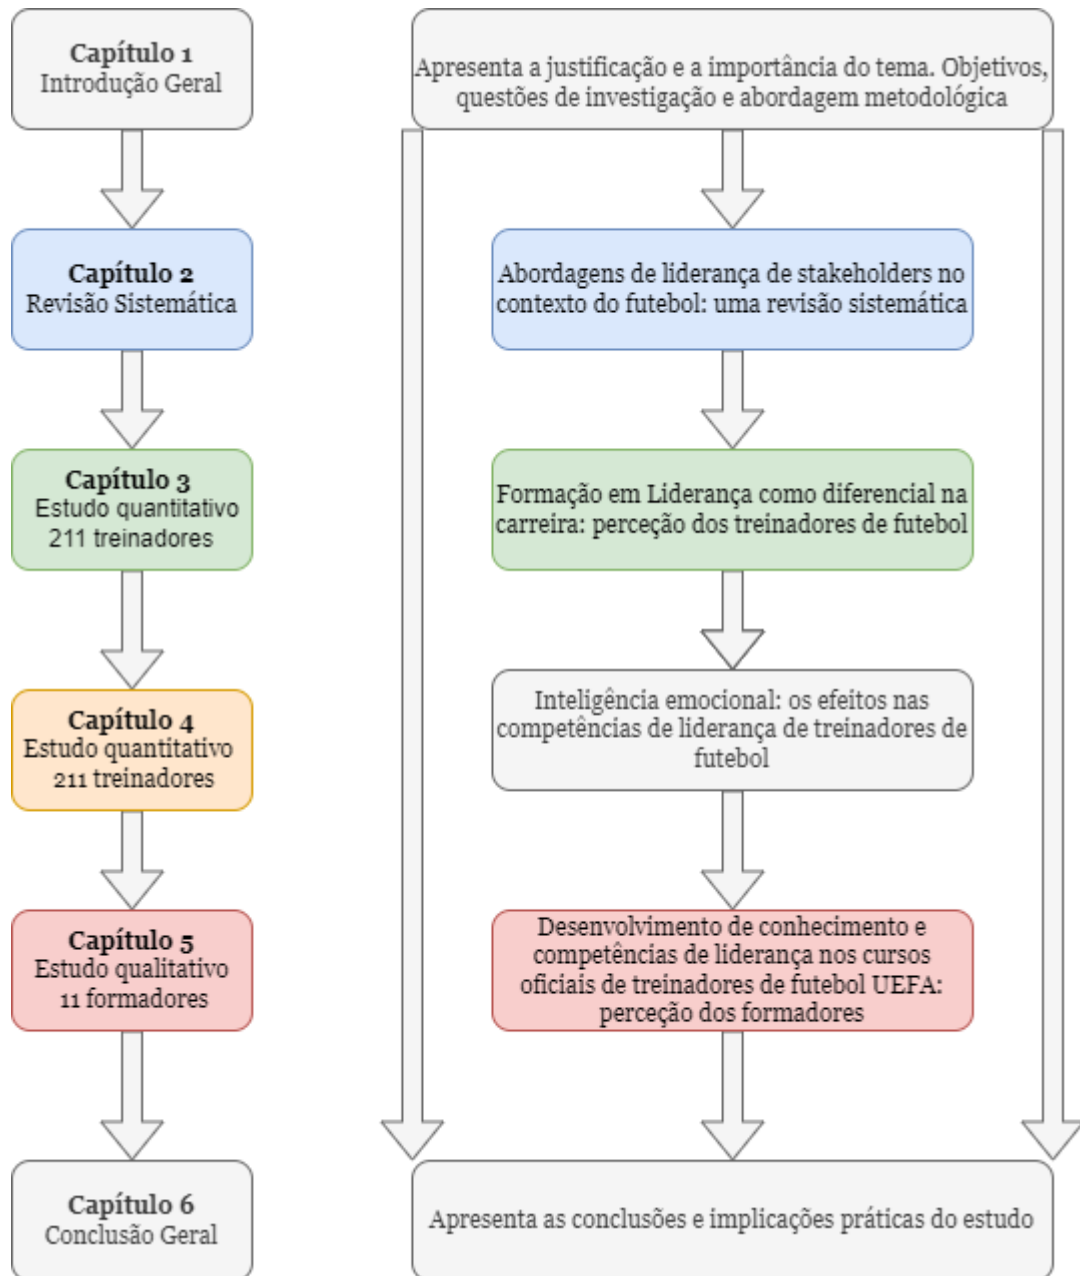 Capítulo 1
Introdução Geral
Apresenta a justificação e a importância do tema. Objetivos,
questões de investigação e abordagem metodológica
Capítulo 2
Revisão Sistemática
Abordagens de liderança de stakeholders no
contexto do futebol: uma revisão sistemática
Capítulo 3
Estudo quantitativo
211 treinadores
Formação em Liderança como diferencial na
carreira: perceção dos treinadores de futebol
Capítulo 4
Estudo quantitativo
211 treinadores
Inteligência emocional: os efeitos nas
competências de liderança de treinadores de
futebol
Capítulo 5
Estudo qualitativo
11 formadores
Desenvolvimento de conhecimento e
competências de liderança nos cursos
oficiais de treinadores de futebol UEFA:
perceção dos formadores
Capítulo 6
Conclusão Geral
Apresenta as conclusões e implicações práticas do estudo